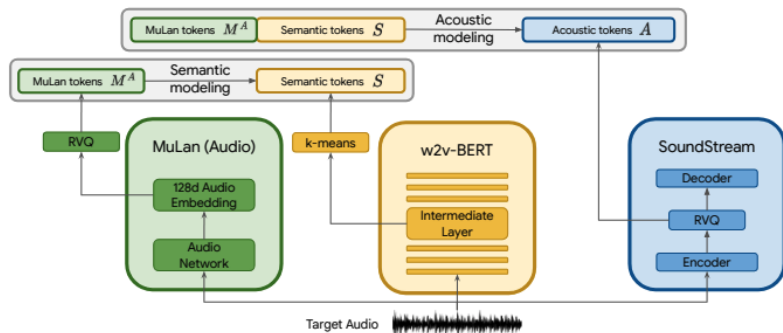 MuLan tokens M^A
Semantic tokens S
Acoustic modeling
Acoustic tokens A
MuLan tokens M^A
Semantic modeling
Semantic tokens S
RVQ
MuLan (Audio)
128d Audio
Embedding
Audio
Network
k-means
w2v-BERT
Intermediate
Layer
SoundStream
Decoder
RVQ
Encoder
Target Audio